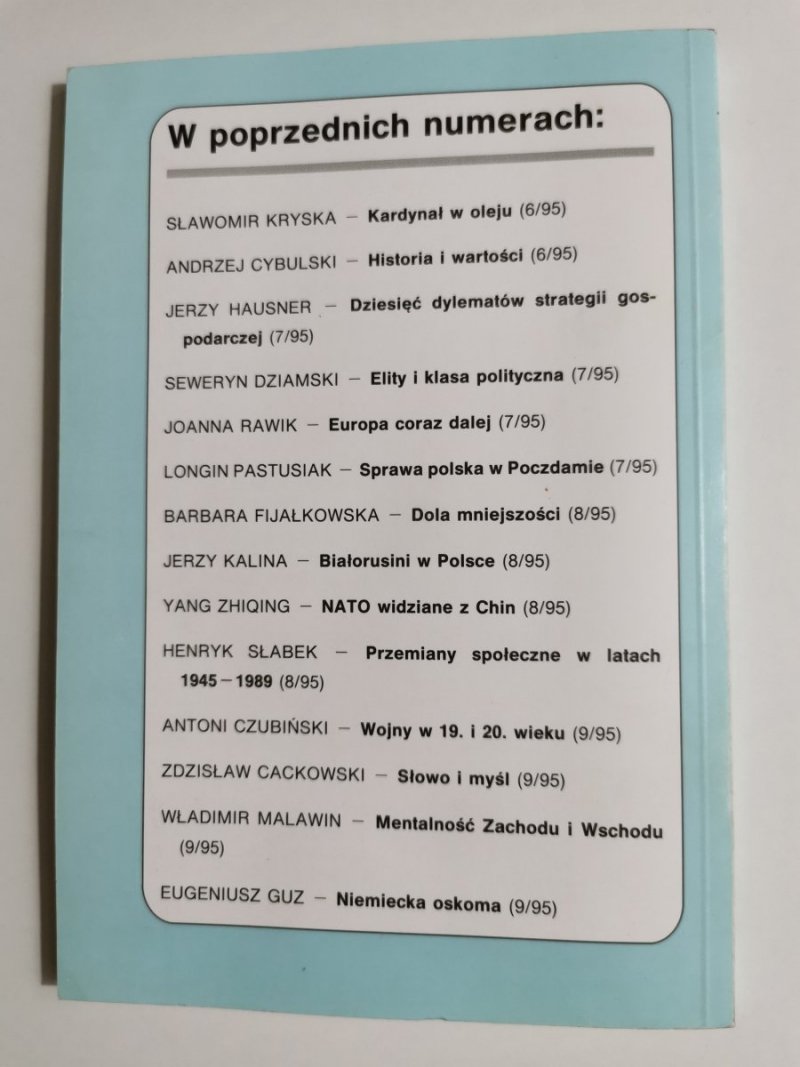 W poprzednich numerach:
SŁAWOMIR KRYSKA – Kardynał w oleju (6/95)
ANDRZEJ CYBULSKI – Historia i wartości (6/95)
JERZY HAUSNER – Dziesięć dylematów strategii gos-
podarczej (7/95)
SEWERYN DZIAMSKI – Elity i klasa polityczna (7/95)
JOANNA RAWIK – Europa coraz dalej (7/95)
LONGIN PASTUSIAK – Sprawa polska w Poczdamie (7/95)
BARBARA FIJAŁKOWSKA – Dola mniejszości (8/95)
JERZY KALINA – Białorusini w Polsce (8/95)
YANG ZHIQING – NATO widziane z Chin (8/95)
HENRYK SŁABEK – Przemiany społeczne w latach
1945–1989 (8/95)
ANTONI CZUBIŃSKI – Wojny w 19. i 20. wieku (9/95)
ZDZISŁAW CACKOWSKI – Słowo i myśl (9/95)
WŁADIMIR MALAWIN – Mentalność Zachodu i Wschodu
(9/95)
EUGENIUSZ GUZ – Niemiecka oskoma (9/95)